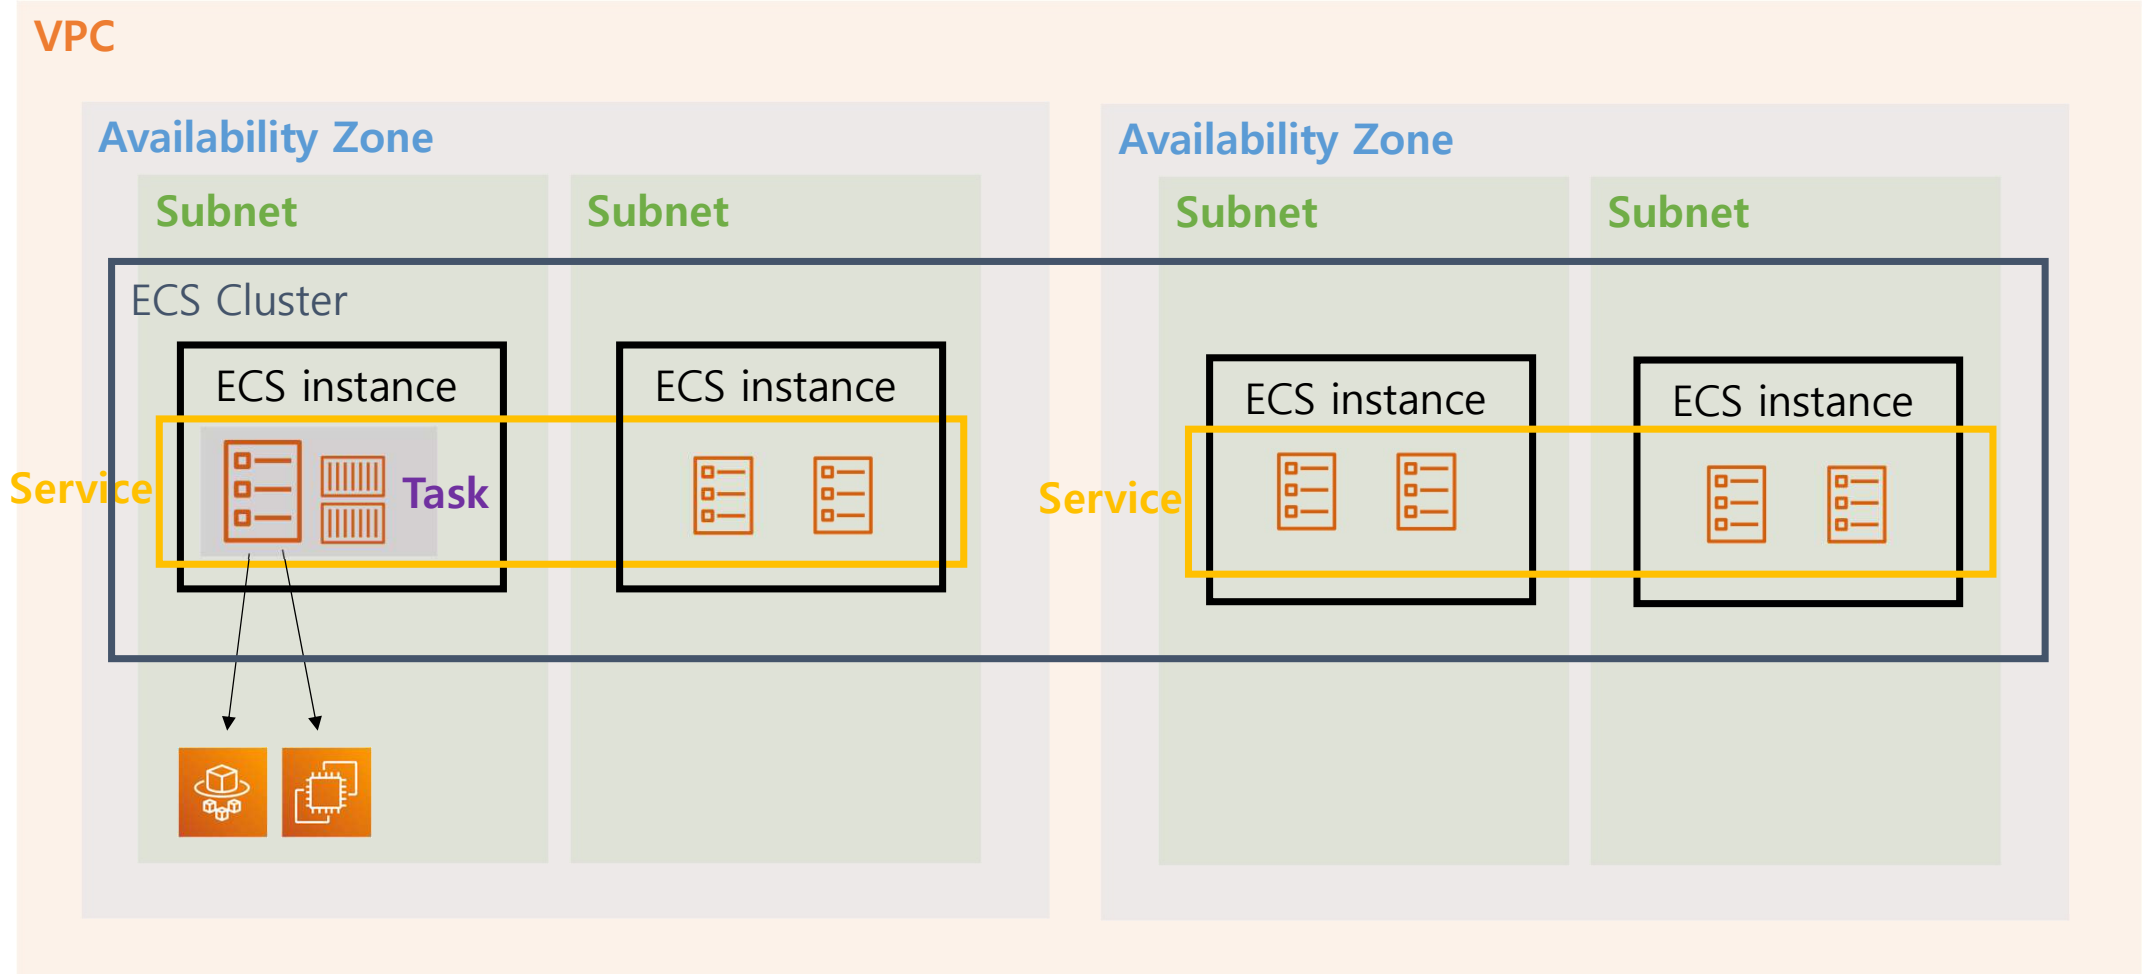 VPC
Availability Zone
Availability Zone
Subnet
Subnet
Subnet
Subnet
ECS Cluster
ECS instance
ECS instance
ECS instance
ECS instance
Service
Task
Service